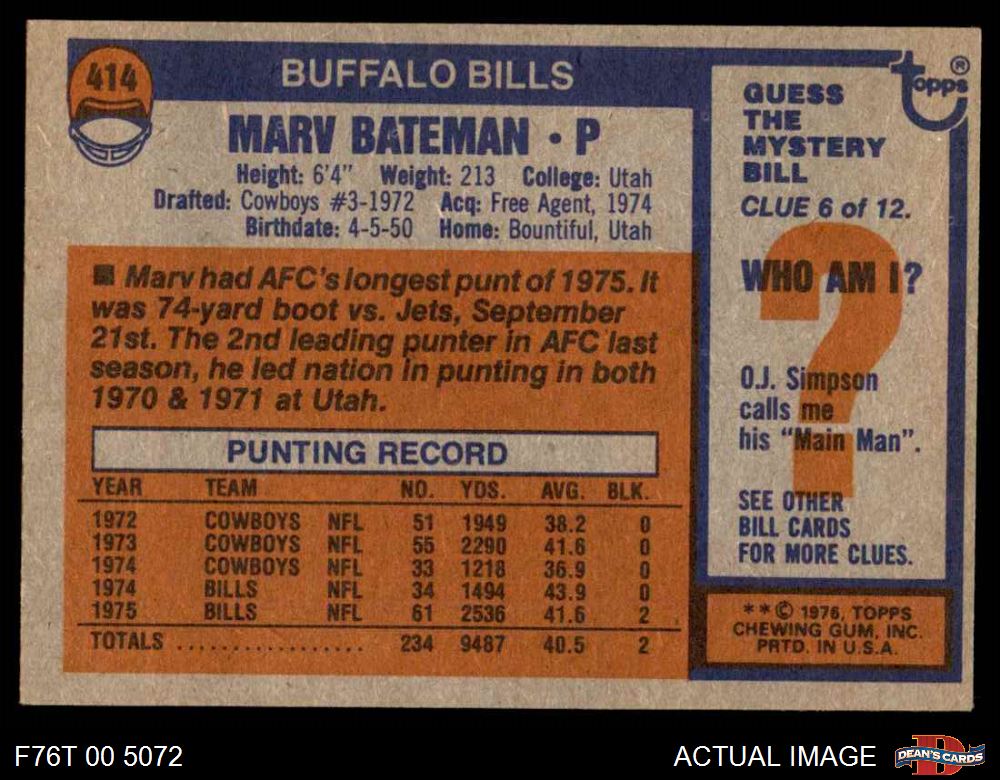 414
BUFFALO BILLS
MARV BATEMAN • P
Height: 6'4" Weight: 213 College: Utah
Drafted: Cowboys #3-1972 Acq: Free Agent, 1974
Birthdate: 4-5-50 Home: Bountiful, Utah
■ Marv had AFC's longest punt of 1975. It
was 74-yard boot vs. Jets, September
21st. The 2nd leading punter in AFC last
season, he led nation in punting in both
1970 & 1971 at Utah.
PUNTING RECORD
YEAR TEAM NO. YDS. AVG. BLK.
1972 COWBOYS NFL 51 1949 38.2 0
1973 COWBOYS NFL 55 2290 41.6 0
1974 COWBOYS NFL 33 1218 36.9 0
1974 BILLS NFL 34 1494 43.9 0
1975 BILLS NFL 61 2536 41.6 2
TOTALS ................. 234 9487 40.5 2
topps®
GUESS
THE
MYSTERY
BILL
CLUE 6 of 12.
?
WHO AM I?
O.J. Simpson
calls me
his "Main Man".
SEE OTHER
BILL CARDS
FOR MORE CLUES.
**© 1976, TOPPS
CHEWING GUM, INC.
PRTD. IN U.S.A.
F76T 00 5072
ACTUAL IMAGE
D
DEAN'S CARDS